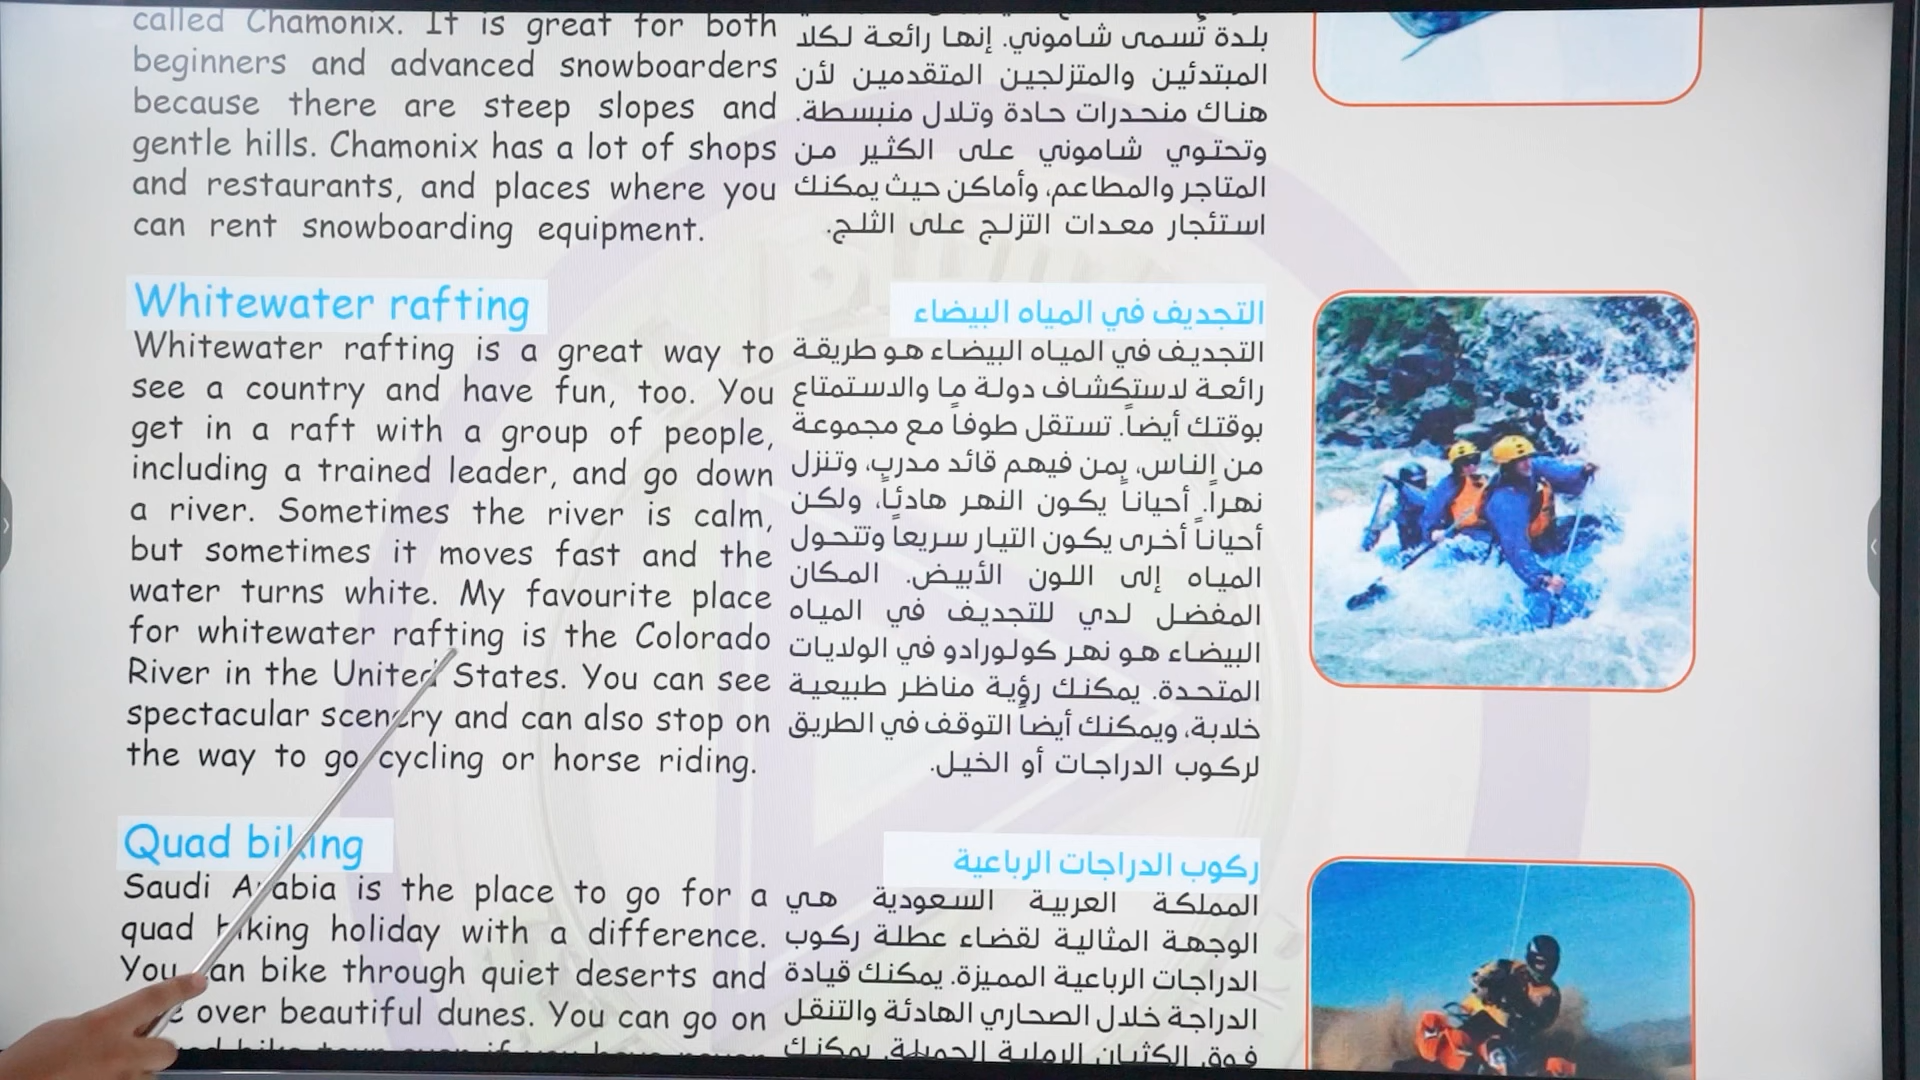 called Chamonix. It is great for both
beginners and advanced snowboarders
because there are steep slopes and
gentle hills. Chamonix has a lot of shops
and restaurants, and places where you
can rent snowboarding equipment.
بلدة تُسمى شاموني. إنها رائعة لكلا
المبتدئين والمتزلجين المتقدمين لأن
هناك منحدرات حادة وتلال منبسطة.
وتحتوي شاموني على الكثير من
المتاجر والمطاعم، وأماكن حيث يمكنك
استئجار معدات التزلج على الثلج.
Whitewater rafting
Whitewater rafting is a great way to
see a country and have fun, too. You
get in a raft with a group of people,
including a trained leader, and go down
a river. Sometimes the river is calm,
but sometimes it moves fast and the
water turns white. My favourite place
for whitewater rafting is the Colorado
River in the United States. You can see
spectacular scenery and can also stop on
the way to go cycling or horse riding.
التجديف في المياه البيضاء
التجديف في المياه البيضاء هو طريقة
رائعة لاستكشاف دولة ما والاستمتاع
بوقتك أيضاً. تستقل طوفاً مع مجموعة
من الناس، بمن فيهم قائد مدرب، وتنزل
نهراً. أحياناً يكون النهر هادئاً، ولكن
أحياناً أخرى يكون التيار سريعاً وتتحول
المياه إلى اللون الأبيض. المكان
المفضل لدي للتجديف في المياه
البيضاء هو نهر كولورادو في الولايات
المتحدة. يمكنك رؤية مناظر طبيعية
خلابة، ويمكنك أيضاً التوقف في الطريق
لركوب الدراجات أو الخيل.
Quad biking
Saudi Arabia is the place to go for a
quad biking holiday with a difference.
You can bike through quiet deserts and
over beautiful dunes. You can go on
ركوب الدراجات الرباعية
المملكة العربية السعودية هي
الوجهة المثالية لقضاء عطلة ركوب
الدراجات الرباعية المميزة. يمكنك قيادة
الدراجة خلال الصحاري الهادئة والتنقل
فوق الكثبان الرملية الجميلة. يمكنك